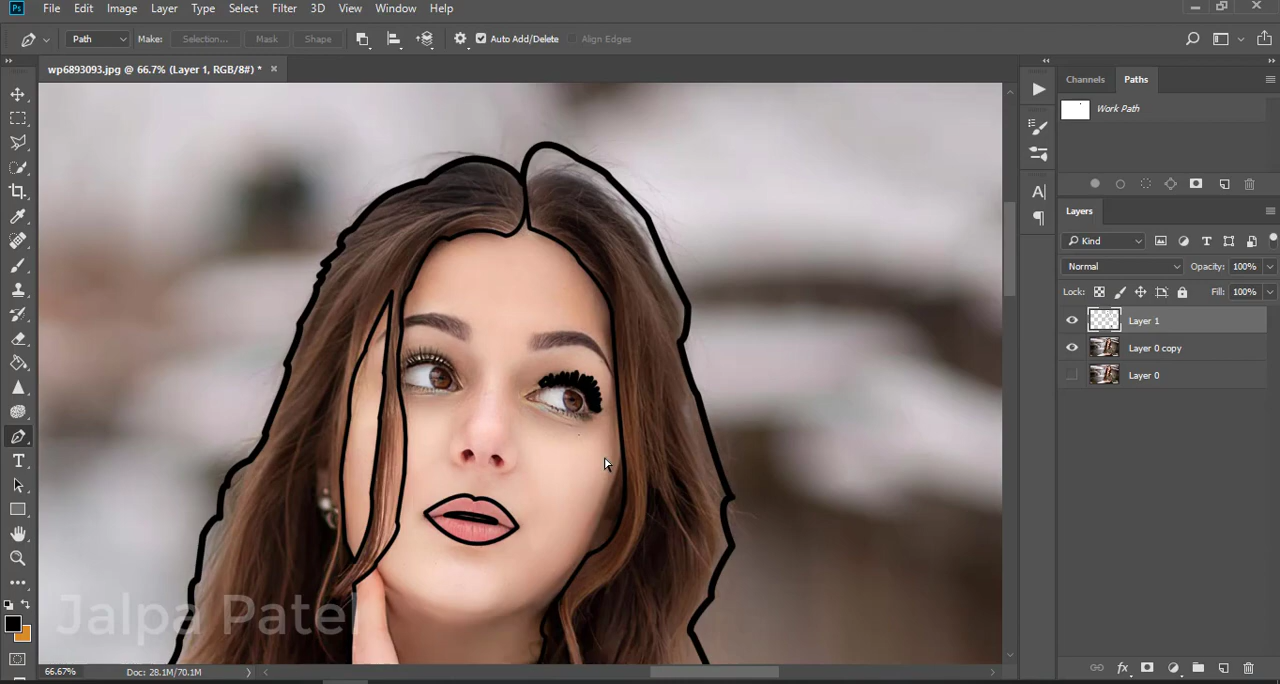 Ps File Edit Image Layer Type Select Filter 3D View Window Help
Path Make: Selection... Mask Shape Auto Add/Delete Align Edges
wp6893093.jpg @ 66.7% (Layer 1, RGB/8#) * ×
Channels Paths
Work Path
Layers
Kind
Normal Opacity: 100%
Lock: Fill: 100%
Layer 1
Layer 0 copy
Layer 0
Jalpa Patel
66.67% Doc: 28.1M/70.1M